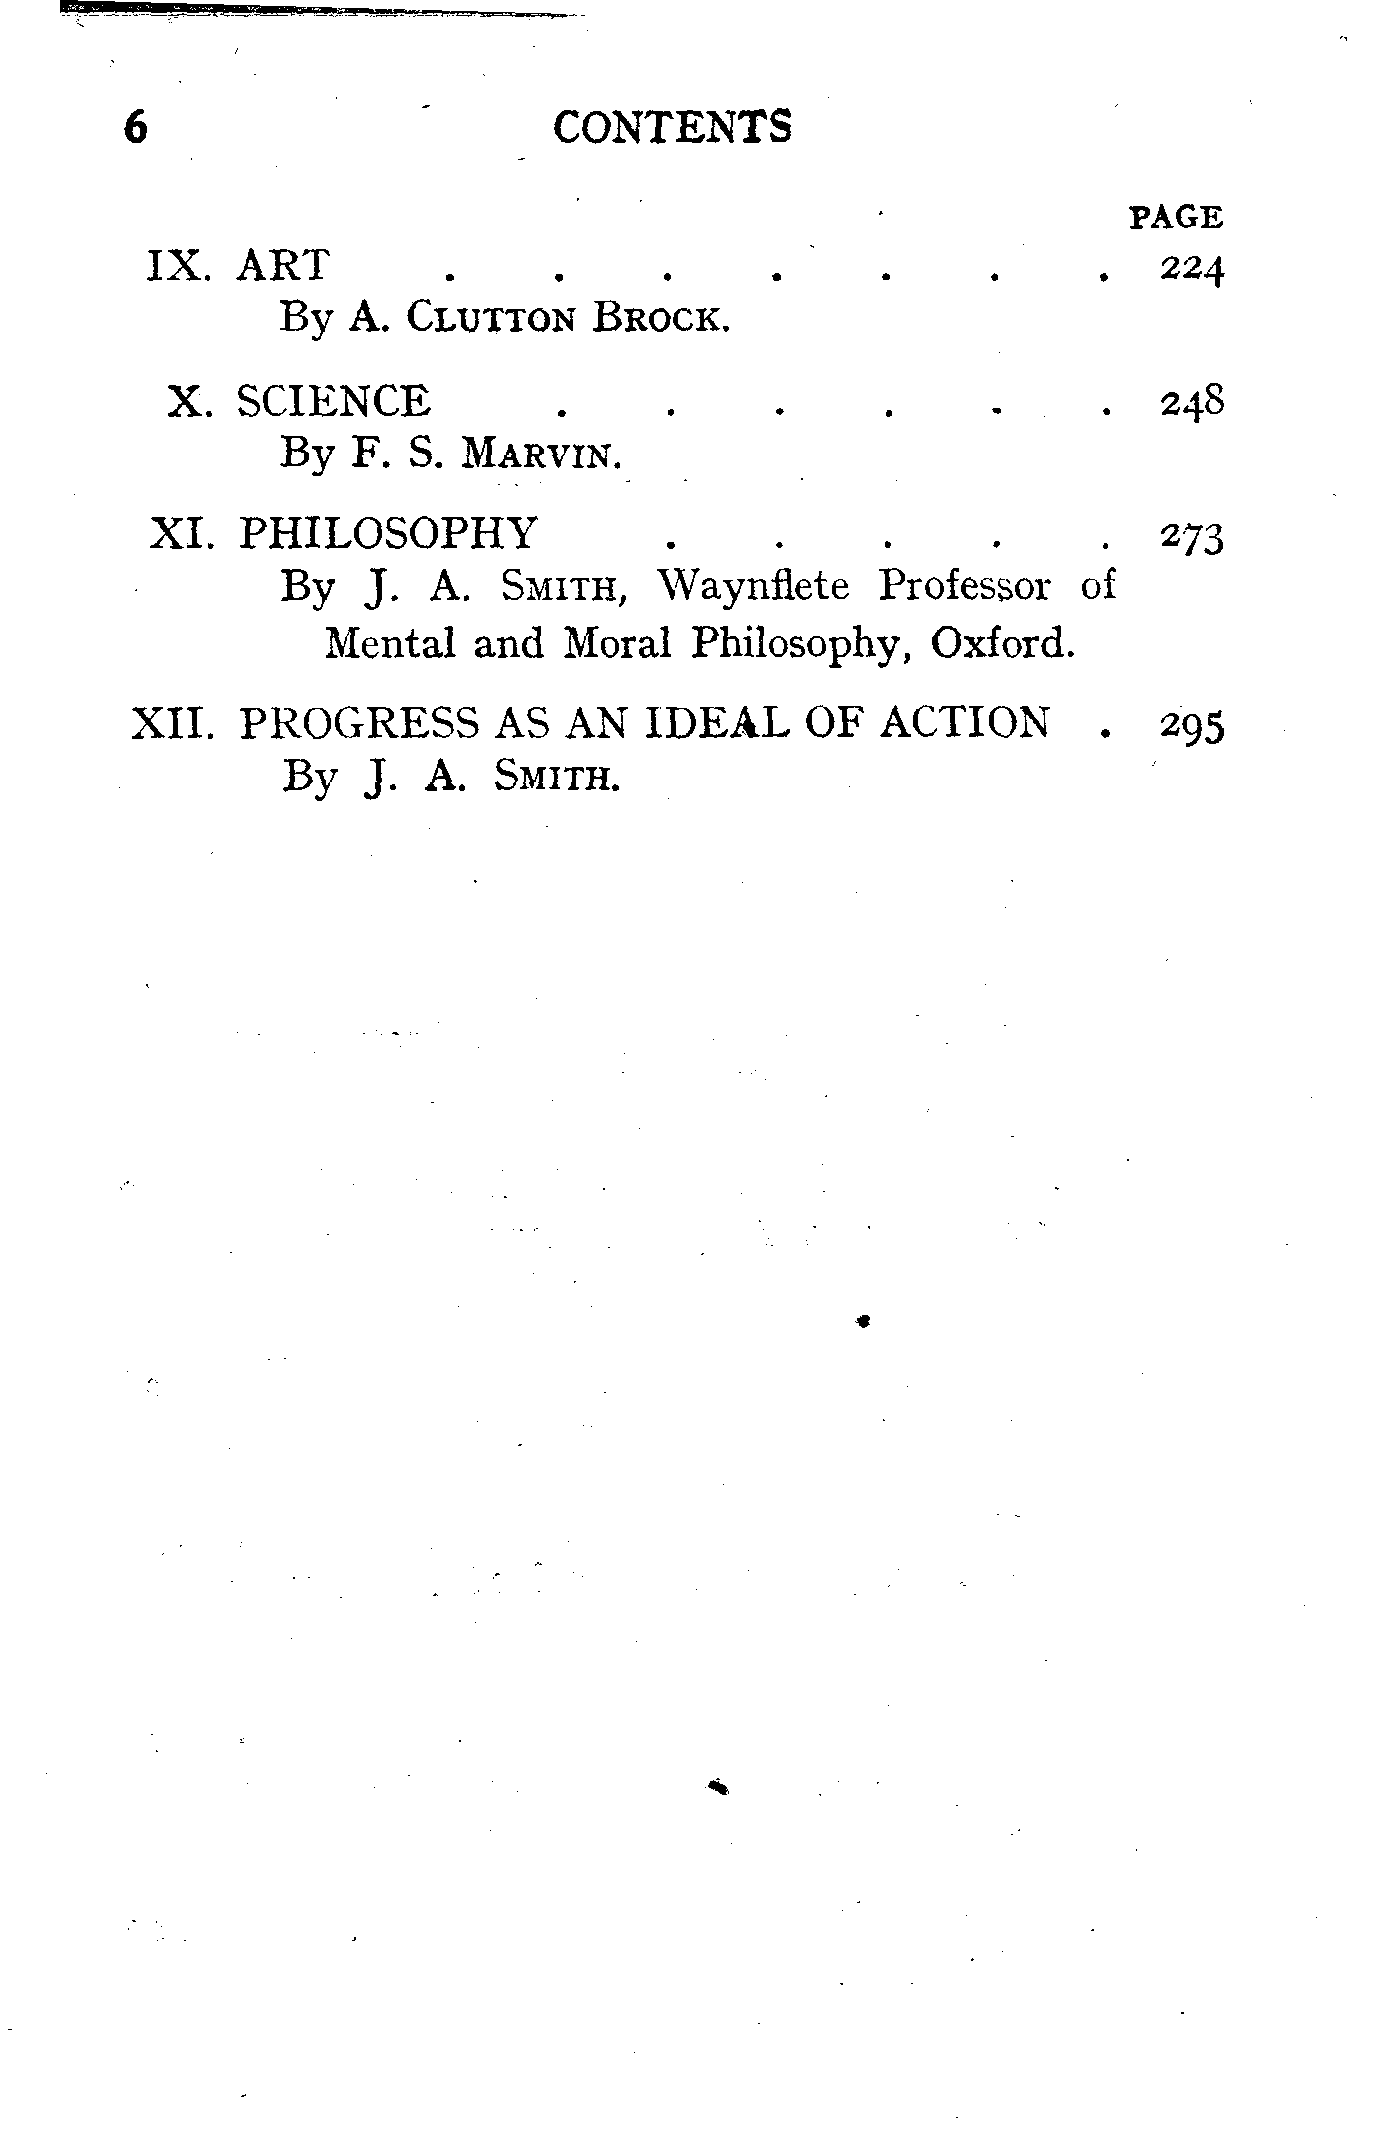 6 CONTENTS
PAGE
IX. ART . . . . . . . 224
By A. CLUTTON BROCK.
X. SCIENCE . . . . . . 248
By F. S. MARVIN.
XI. PHILOSOPHY . . . . . 273
By J. A. SMITH, Waynflete Professor of
Mental and Moral Philosophy, Oxford.
XII. PROGRESS AS AN IDEAL OF ACTION . 295
By J. A. SMITH.